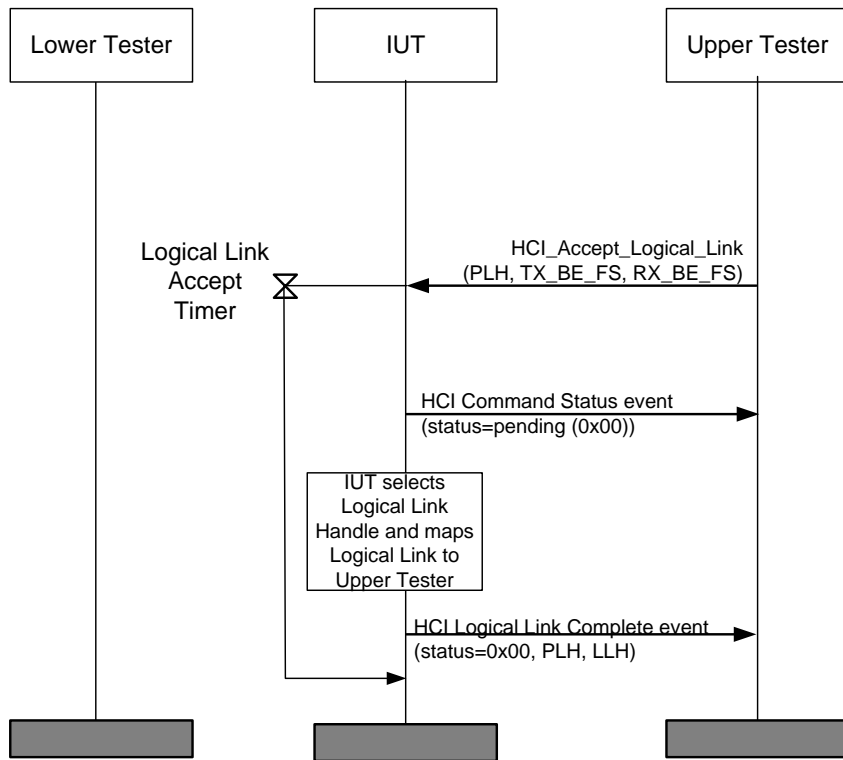 Lower Tester
IUT
Upper Tester
HCI_Accept_Logical_Link
(PLH, TX_BE_FS, RX_BE_FS)
Logical Link
Accept
Timer
HCI Command Status event
(status=pending (0x00))
IUT selects
Logical Link
Handle and maps
Logical Link to
Upper Tester
HCI Logical Link Complete event
(status=0x00, PLH, LLH)